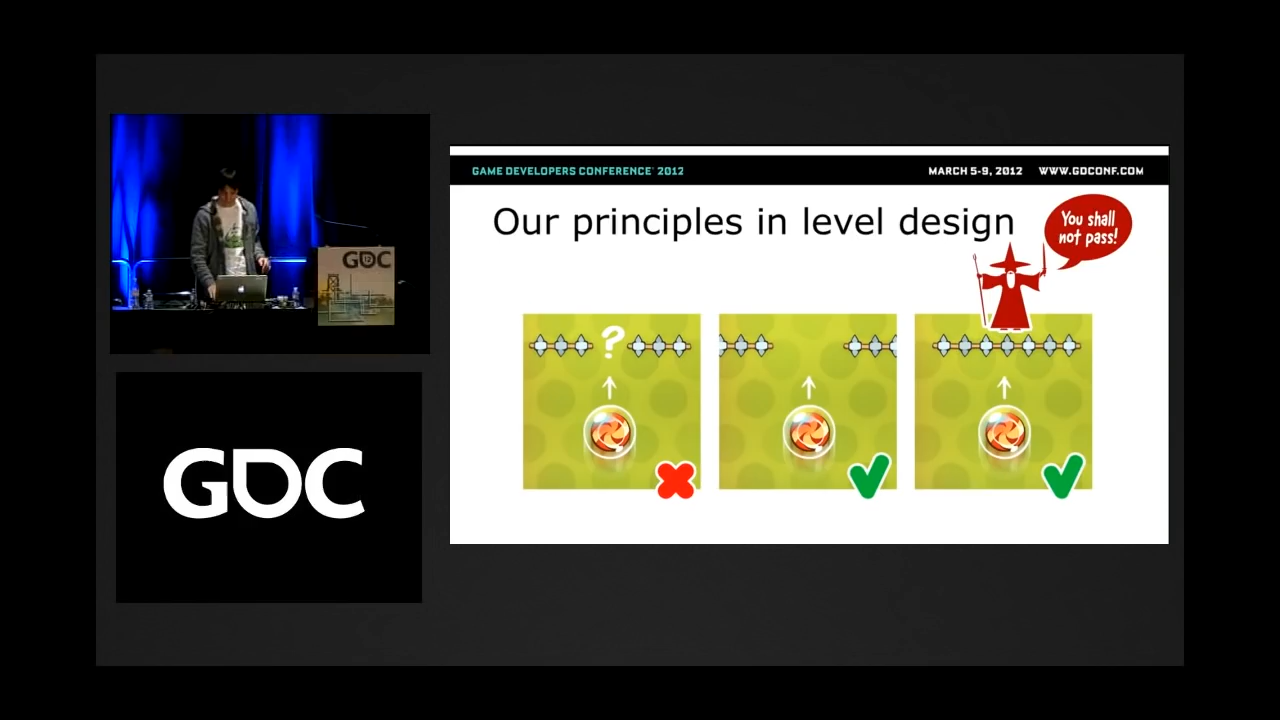 GAME DEVELOPERS CONFERENCE® 2012
MARCH 5-9, 2012 WWW.GDCONF.COM
Our principles in level design
You shall
not pass!
?
GDC
12
GDC